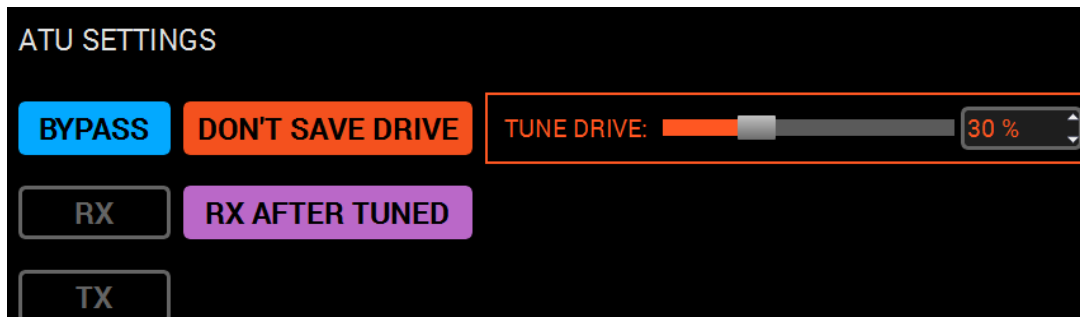 ATU SETTINGS
BYPASS DON'T SAVE DRIVE TUNE DRIVE: 30 %
RX RX AFTER TUNED
TX